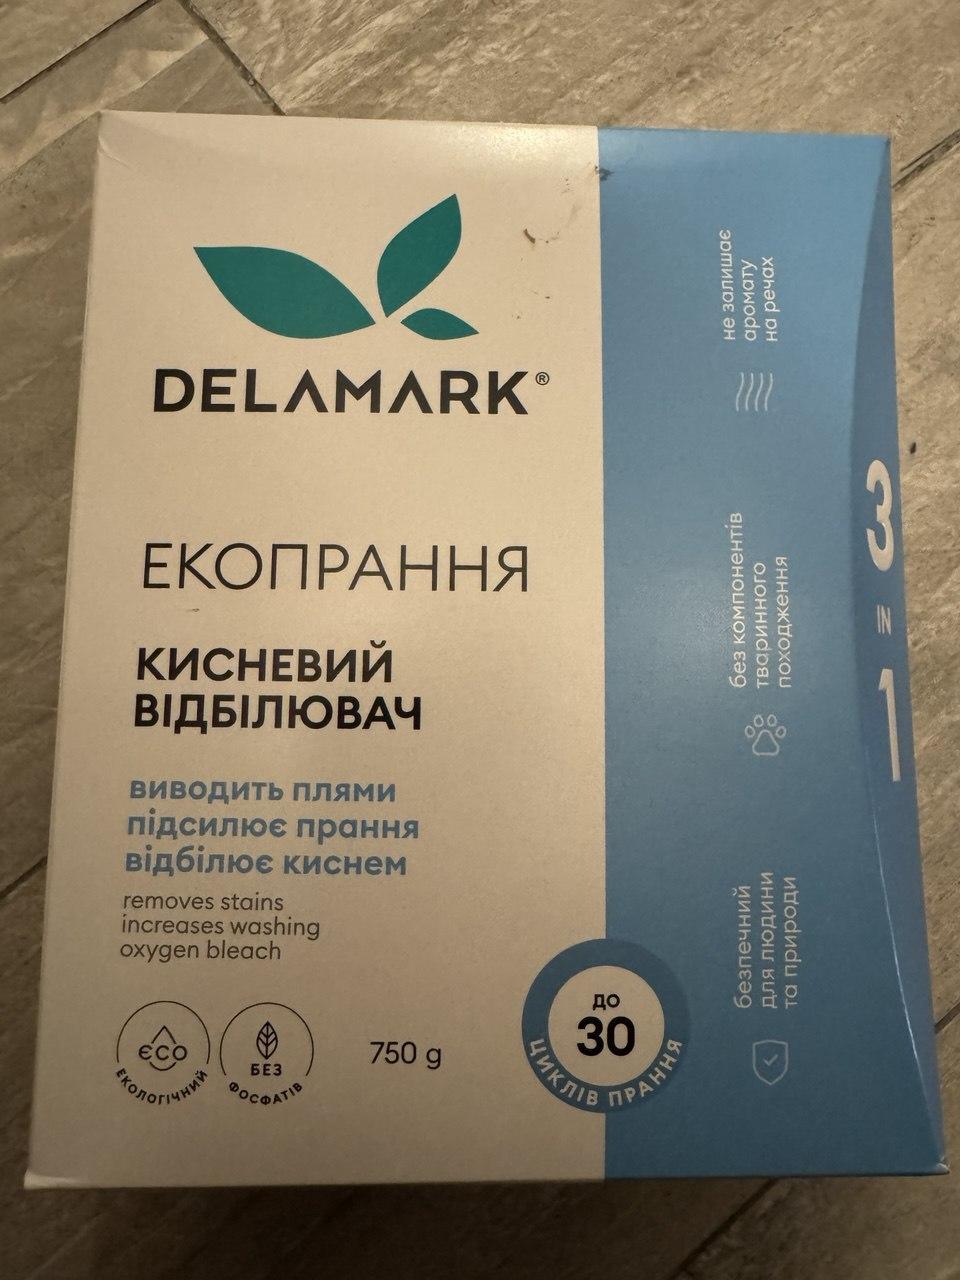 DELAMARK®
ЕКОПРАННЯ
КИСНЕВИЙ
ВІДБІЛЮВАЧ
виводить плями
підсилює прання
відбілює киснем
removes stains
increases washing
oxygen bleach
єco
ЕКОЛОГІЧНИЙ
БЕЗ
ФОСФАТІВ
750 g
ДО
30
ЦИКЛІВ ПРАННЯ
не залишає
аромату
на речах
без компонентів
тваринного
походження
безпечний
для людини
та природи
3 IN 1